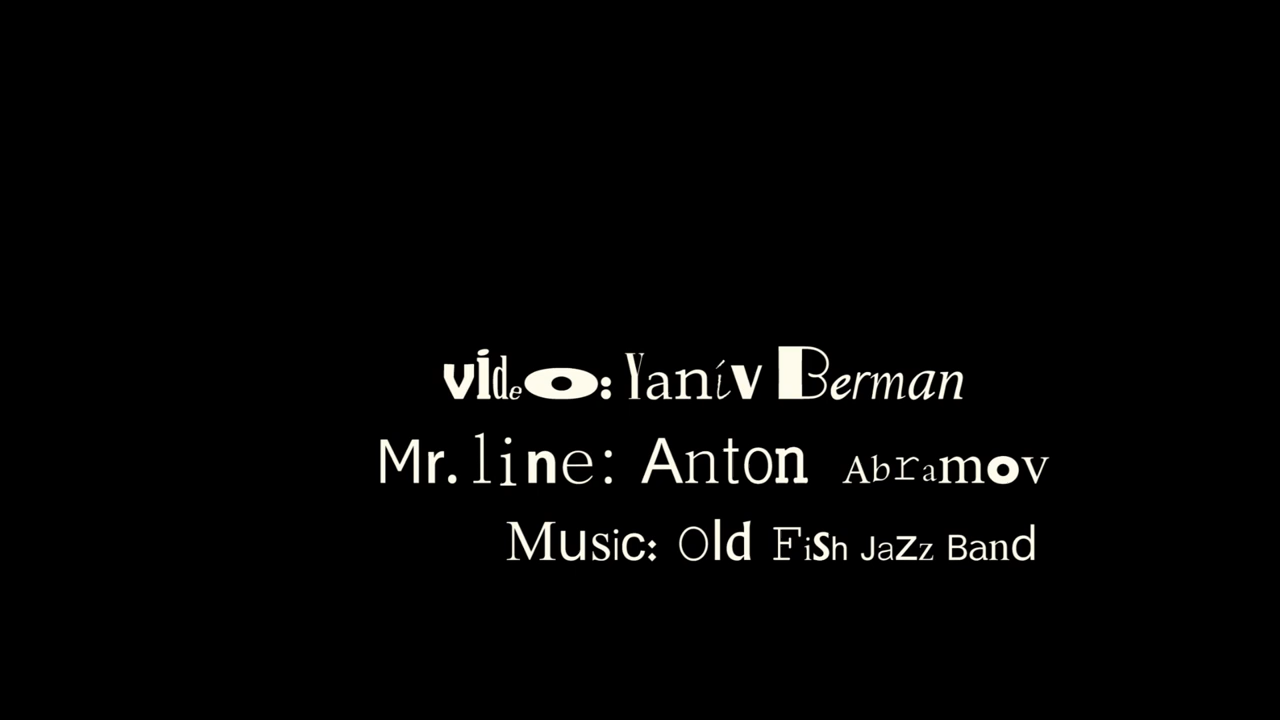 video: Yaniv Berman
Mr. line: Anton Abramov
Music: Old Fish Jazz Band